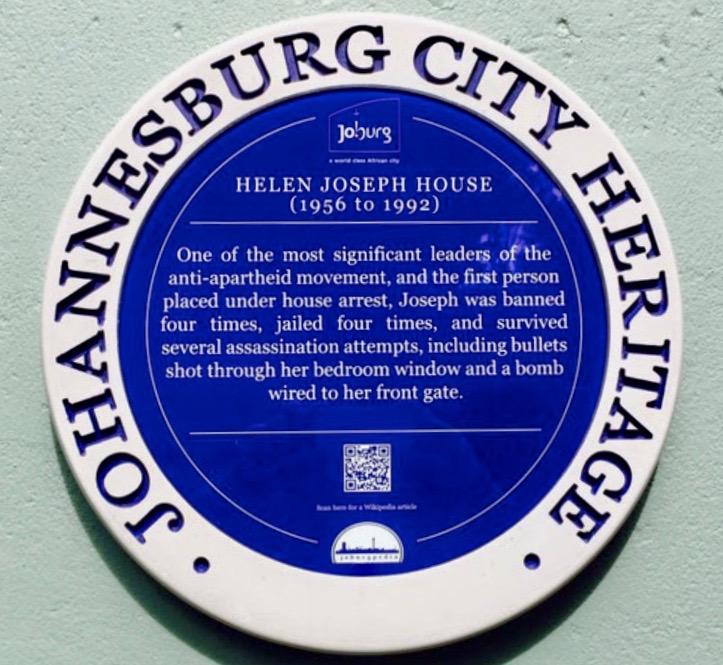 JOHANNESBURG CITY HERITAGE
Joburg
a world class African city
HELEN JOSEPH HOUSE
(1956 to 1992)
One of the most significant leaders of the
anti-apartheid movement, and the first person
placed under house arrest, Joseph was banned
four times, jailed four times, and survived
several assassination attempts, including bullets
shot through her bedroom window and a bomb
wired to her front gate.
Scan here for a Wikipedia article
joburgpedia